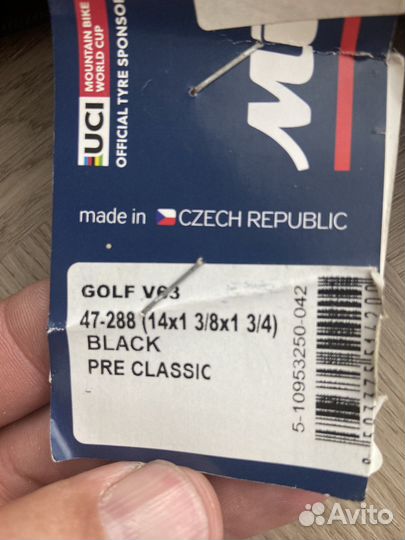 UCI
MOUNTAIN BIKE
WORLD CUP
OFFICIAL TYRE SPONSOR
made in CZECH REPUBLIC
GOLF V63
47-288 (14x1 3/8x1 3/4)
BLACK
PRE CLASSIC
5-10953250-042
Avito